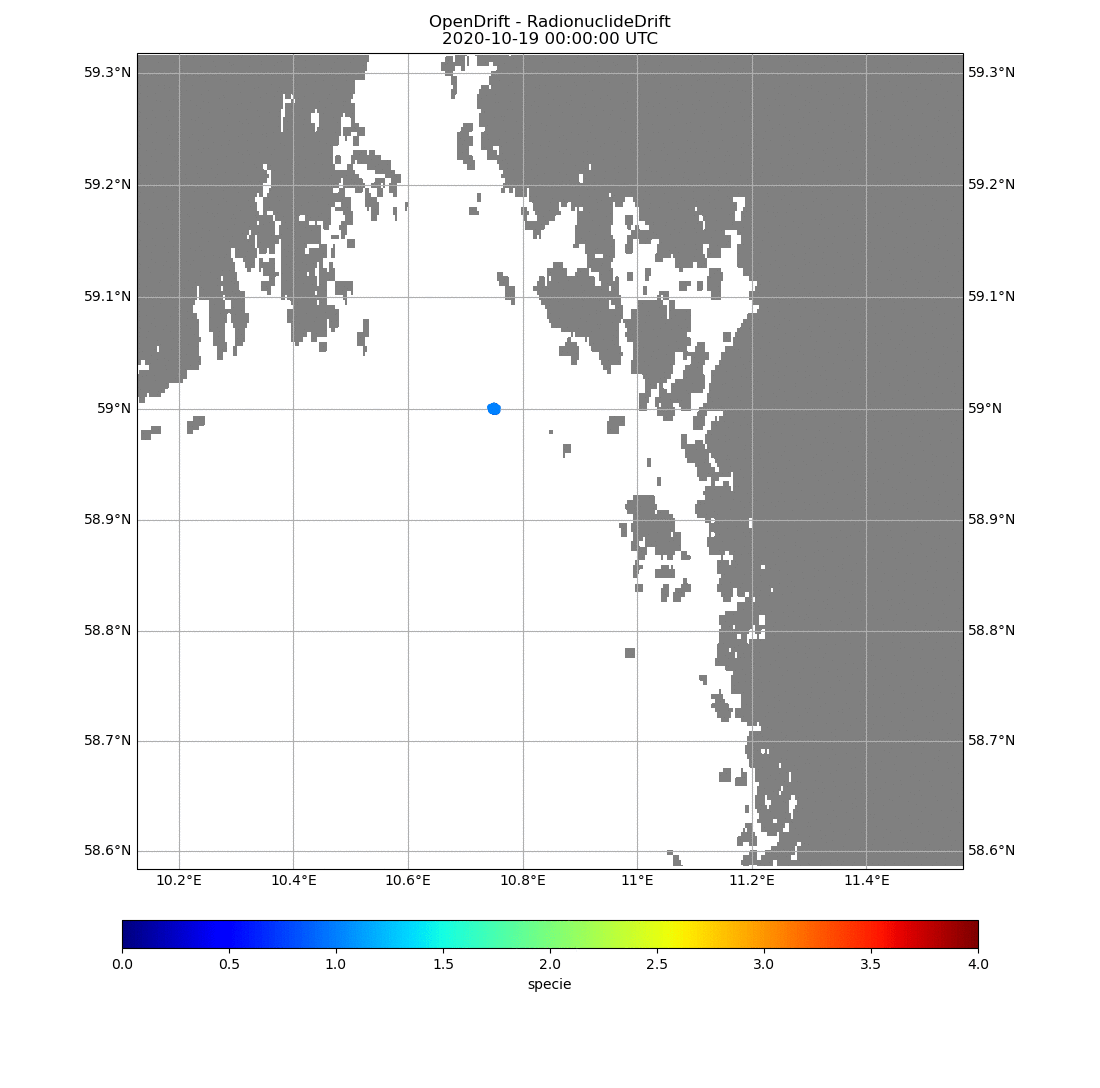 OpenDrift - RadionuclideDrift
2020-10-19 00:00:00 UTC
59.3°N 59.3°N
59.2°N 59.2°N
59.1°N 59.1°N
59°N 59°N
58.9°N 58.9°N
58.8°N 58.8°N
58.7°N 58.7°N
58.6°N 58.6°N
10.2°E 10.4°E 10.6°E 10.8°E 11°E 11.2°E 11.4°E
0.0 0.5 1.0 1.5 2.0 2.5 3.0 3.5 4.0
specie